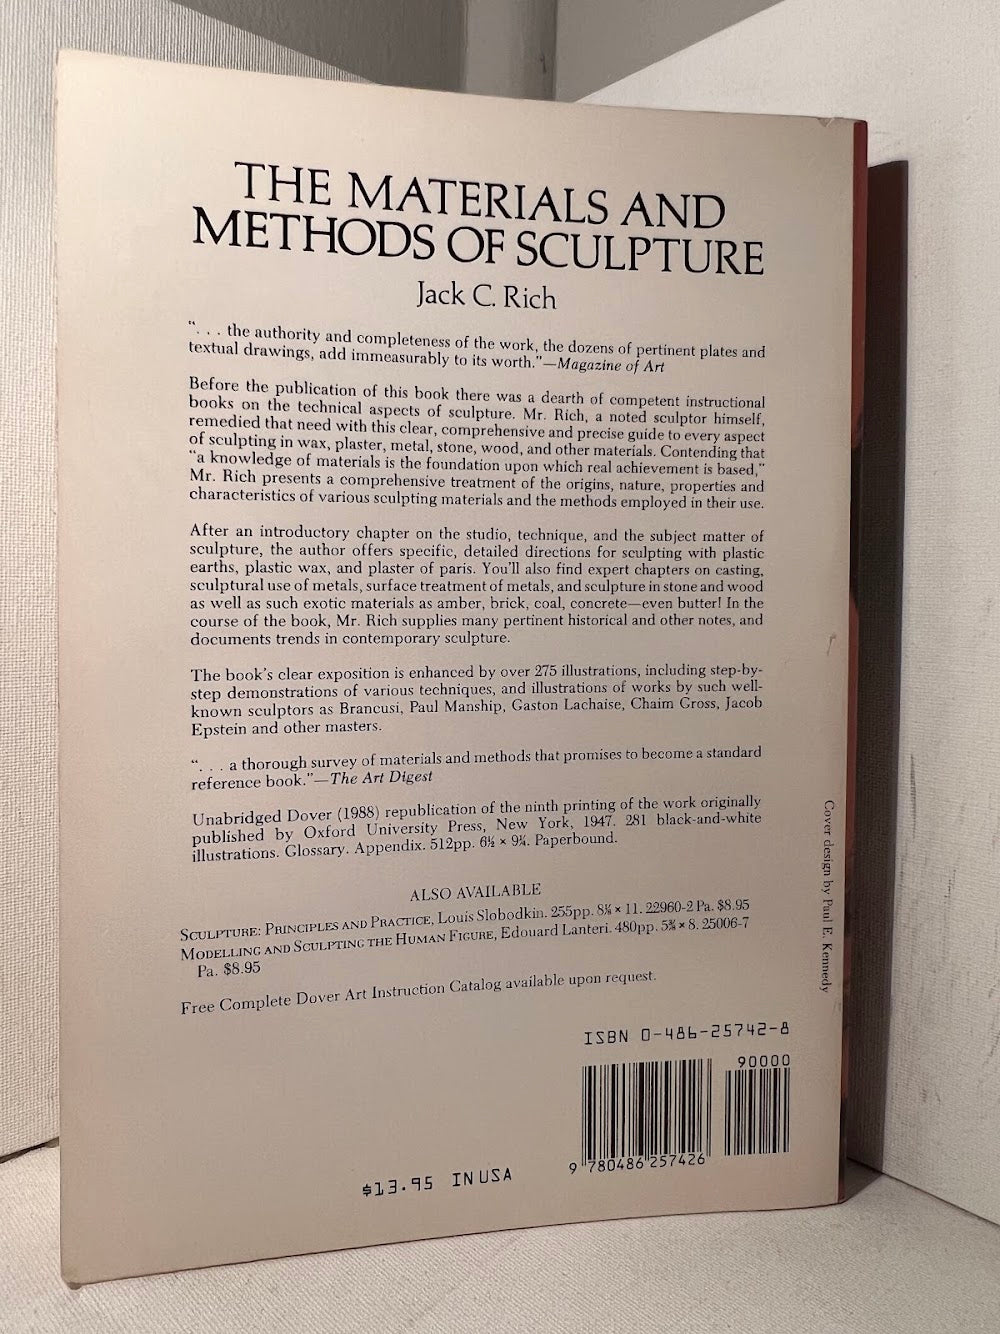 THE MATERIALS AND
METHODS OF SCULPTURE
Jack C. Rich
". . . the authority and completeness of the work, the dozens of pertinent plates and
textual drawings, add immeasurably to its worth."—Magazine of Art
Before the publication of this book there was a dearth of competent instructional
books on the technical aspects of sculpture. Mr. Rich, a noted sculptor himself,
remedied that need with this clear, comprehensive and precise guide to every aspect
of sculpting in wax, plaster, metal, stone, wood, and other materials. Contending that
"a knowledge of materials is the foundation upon which real achievement is based,"
Mr. Rich presents a comprehensive treatment of the origins, nature, properties and
characteristics of various sculpting materials and the methods employed in their use.
After an introductory chapter on the studio, technique, and the subject matter of
sculpture, the author offers specific, detailed directions for sculpting with plastic
earths, plastic wax, and plaster of paris. You'll also find expert chapters on casting,
sculptural use of metals, surface treatment of metals, and sculpture in stone and wood
as well as such exotic materials as amber, brick, coal, concrete—even butter! In the
course of the book, Mr. Rich supplies many pertinent historical and other notes, and
documents trends in contemporary sculpture.
The book's clear exposition is enhanced by over 275 illustrations, including step-by-
step demonstrations of various techniques, and illustrations of works by such well-
known sculptors as Brancusi, Paul Manship, Gaston Lachaise, Chaim Gross, Jacob
Epstein and other masters.
". . . a thorough survey of materials and methods that promises to become a standard
reference book."—The Art Digest
Unabridged Dover (1988) republication of the ninth printing of the work originally
published by Oxford University Press, New York, 1947. 281 black-and-white
illustrations. Glossary. Appendix. 512pp. 6½ × 9¼. Paperbound.
ALSO AVAILABLE
SCULPTURE: PRINCIPLES AND PRACTICE, Louis Slobodkin. 255pp. 8⅛ × 11. 22960-2 Pa. $8.95
MODELLING AND SCULPTING THE HUMAN FIGURE, Edouard Lanteri. 480pp. 5⅜ × 8. 25006-7
Pa. $8.95
Free Complete Dover Art Instruction Catalog available upon request.
Cover design by Paul E. Kennedy
ISBN 0-486-25742-8
90000
9 780486 257426
$13.95 IN USA